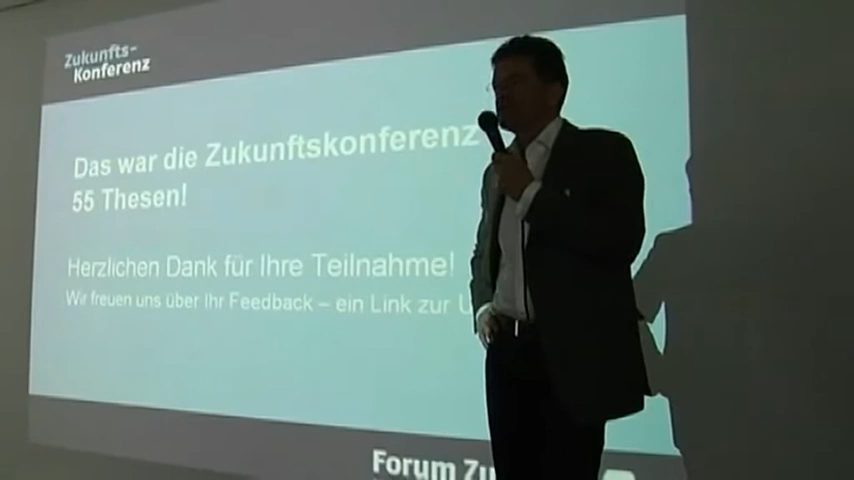 Zukunfts-
Konferenz
Das war die Zukunftskonferenz
55 Thesen!
Herzlichen Dank für Ihre Teilnahme!
Wir freuen uns über Ihr Feedback – ein Link zur
Forum